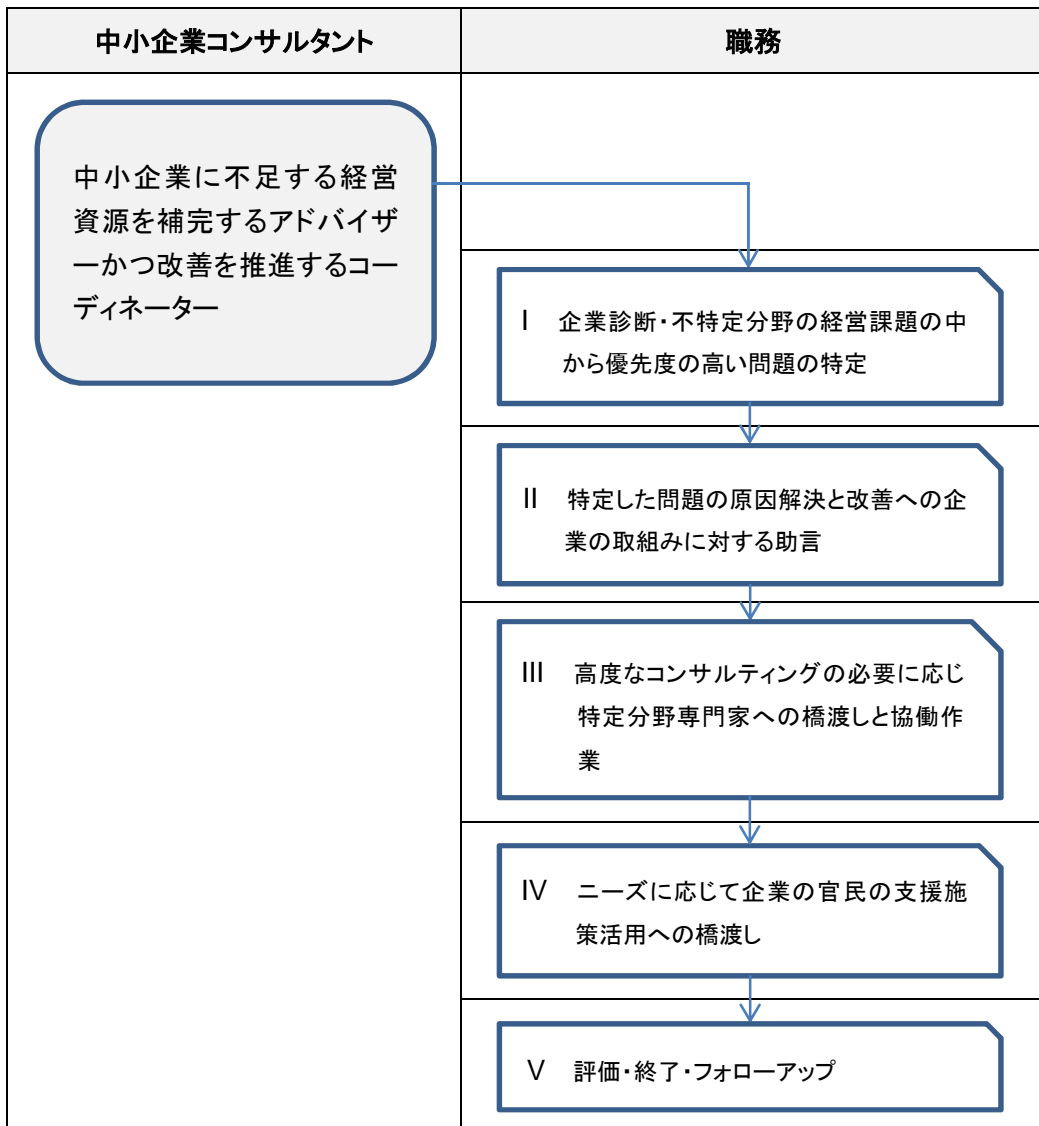 中小企業コンサルタント
職務
中小企業に不足する経営
資源を補完するアドバイザ
ーかつ改善を推進するコー
ディネーター
Ⅰ 企業診断・不特定分野の経営課題の中
から優先度の高い問題の特定
Ⅱ 特定した問題の原因解決と改善への企
業の取組みに対する助言
Ⅲ 高度なコンサルティングの必要に応じ
特定分野専門家への橋渡しと協働作
業
Ⅳ ニーズに応じて企業の官民の支援施
策活用への橋渡し
Ⅴ 評価・終了・フォローアップ